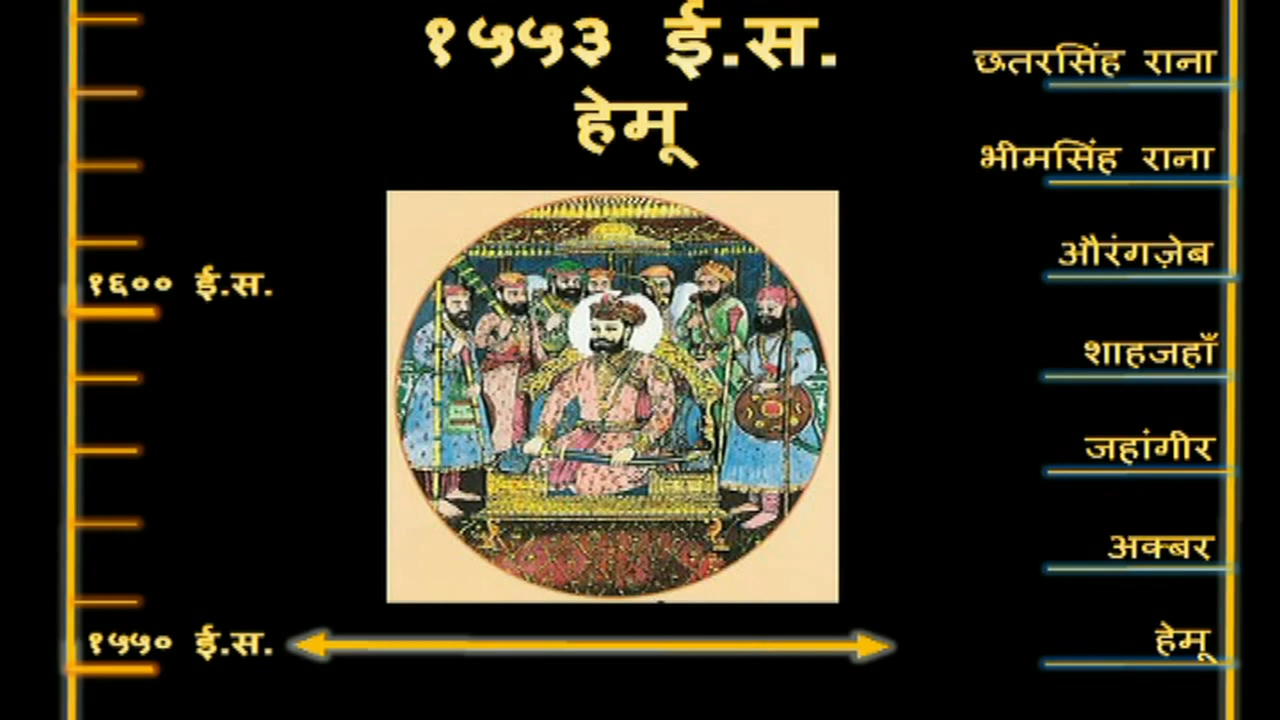 १५५३ ई.स.
हेमू
छतरसिंह राना
भीमसिंह राना
औरंगज़ेब
१६०० ई.स.
शाहजहाँ
जहांगीर
अक्बर
१५५० ई.स.
हेमू